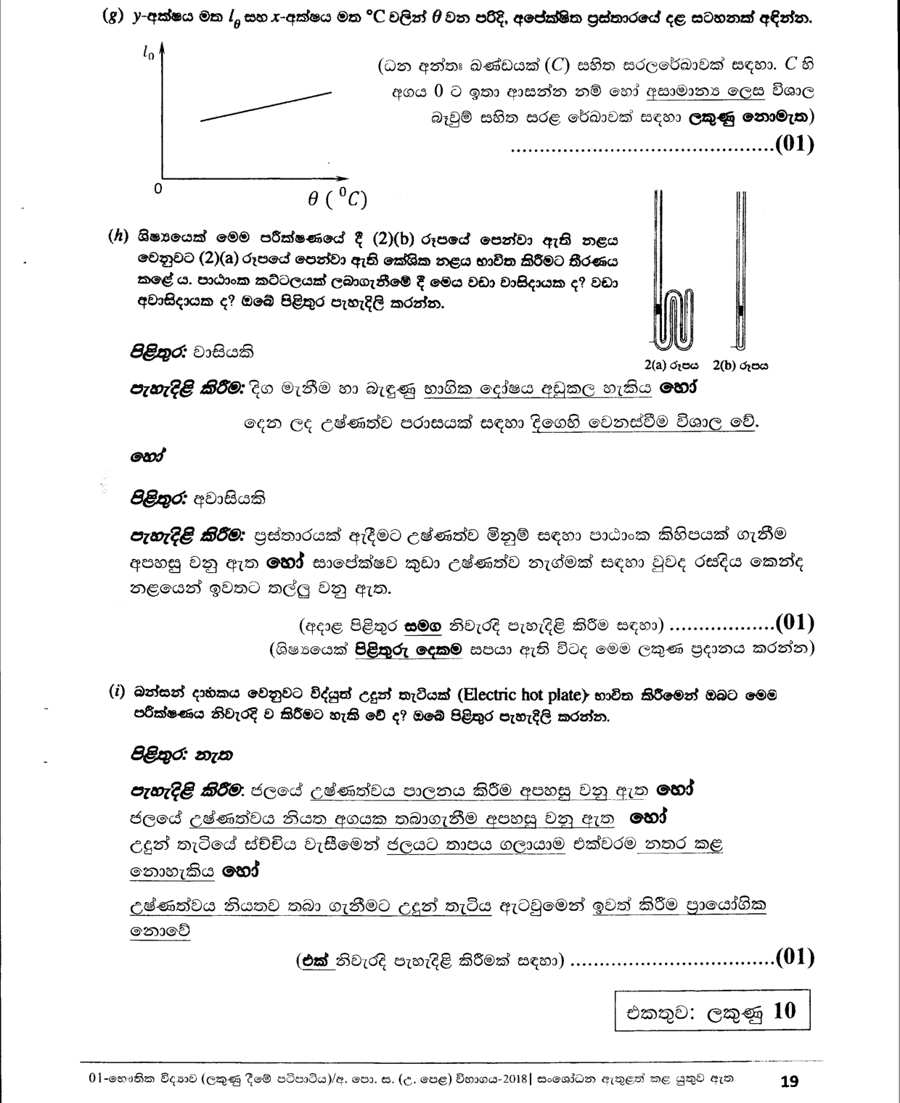 (g) y-අක්ෂය මත lθ සහ x-අක්ෂය මත °C වලින් θ වන පරිදි, අපේක්ෂිත ප්‍රස්තාරයේ දළ සටහනක් අඳින්න.
l0
(ධන අන්තඃ ඛණ්ඩයක් (C) සහිත සරලරේඛාවක් සඳහා. C හි
අගය 0 ට ඉතා ආසන්න නම් හෝ අසාමාන්‍ය ලෙස විශාල
බෑවුම් සහිත සරළ රේඛාවක් සඳහා ලකුණු නොමැත)
.............................................(01)
0
θ ( ⁰C)
(h) ශිෂ්‍යයෙක් මෙම පරීක්ෂණයේ දී (2)(b) රූපයේ පෙන්වා ඇති නළය
වෙනුවට (2)(a) රූපයේ පෙන්වා ඇති කේශික නළය භාවිත කිරීමට තීරණය
කළේ ය. පාඨාංක කට්ටලයක් ලබාගැනීමේ දී මෙය වඩා වාසිදායක ද? වඩා
අවාසිදායක ද? ඔබේ පිළිතුර පැහැදිලි කරන්න.
2(a) රූපය 2(b) රූපය
පිළිතුර: වාසියකි
පැහැදිළි කිරීම: දිග මැනීම හා බැඳුණු භාගික දෝෂය අඩුකල හැකිය හෝ
දෙන ලද උෂ්ණත්ව පරාසයක් සඳහා දිගෙහි වෙනස්වීම විශාල වේ.
හෝ
පිළිතුර: අවාසියකි
පැහැදිළි කිරීම: ප්‍රස්තාරයක් ඇදීමට උෂ්ණත්ව මිනුම් සඳහා පාඨාංක කිහිපයක් ගැනීම
අපහසු වනු ඇත හෝ සාපේක්ෂව කුඩා උෂ්ණත්ව නැග්මක් සඳහා වුවද රසදිය කෙන්ද
නළයෙන් ඉවතට තල්ලු වනු ඇත.
(අදාළ පිළිතුර සමග නිවැරදි පැහැදිළි කිරීම සඳහා) ..................(01)
(ශිෂ්‍යයෙක් පිළිතුරු දෙකම සපයා ඇති විටද මෙම ලකුණ ප්‍රදානය කරන්න)
(i) බන්සන් දාහකය වෙනුවට විද්යුත් උදුන් තැටියක් (Electric hot plate) භාවිත කිරීමෙන් ඔබට මෙම
පරීක්ෂණය නිවැරදි ව කිරීමට හැකි වේ ද? ඔබේ පිළිතුර පැහැදිලි කරන්න.
පිළිතුර: නැත
පැහැදිළි කිරීම: ජලයේ උෂ්ණත්වය පාලනය කිරීම අපහසු වනු ඇත හෝ
ජලයේ උෂ්ණත්වය නියත අගයක තබාගැනීම අපහසු වනු ඇත හෝ
උදුන් තැටියේ ස්විච්චිය වැසීමෙන් ජලයට තාපය ගලායාම එක්වරම නතර කළ
නොහැකිය හෝ
උෂ්ණත්වය නියතව තබා ගැනීමට උදුන් තැටිය ඇටවුමෙන් ඉවත් කිරීම ප්‍රායෝගික
නොවේ
(එක් නිවැරදි පැහැදිළි කිරීමක් සඳහා) ...................................(01)
එකතුව: ලකුණු 10
01-භෞතික විද්‍යාව (ලකුණු දීමේ පටිපාටිය)/අ. පො. ස. (උ. පෙළ) විභාගය-2018| සංශෝධන ඇතුළත් කළ යුතුව ඇත 19